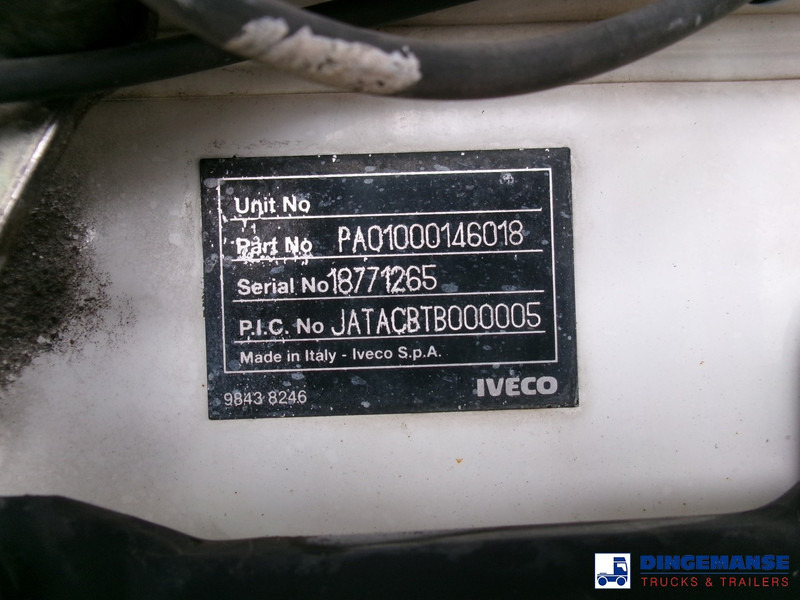 Unit No
Part No PA01000146018
Serial No 18771265
P.I.C. No JATACBTB000005
Made in Italy - Iveco S.p.A.
9843 8246
IVECO
DINGEMANSE
TRUCKS & TRAILERS